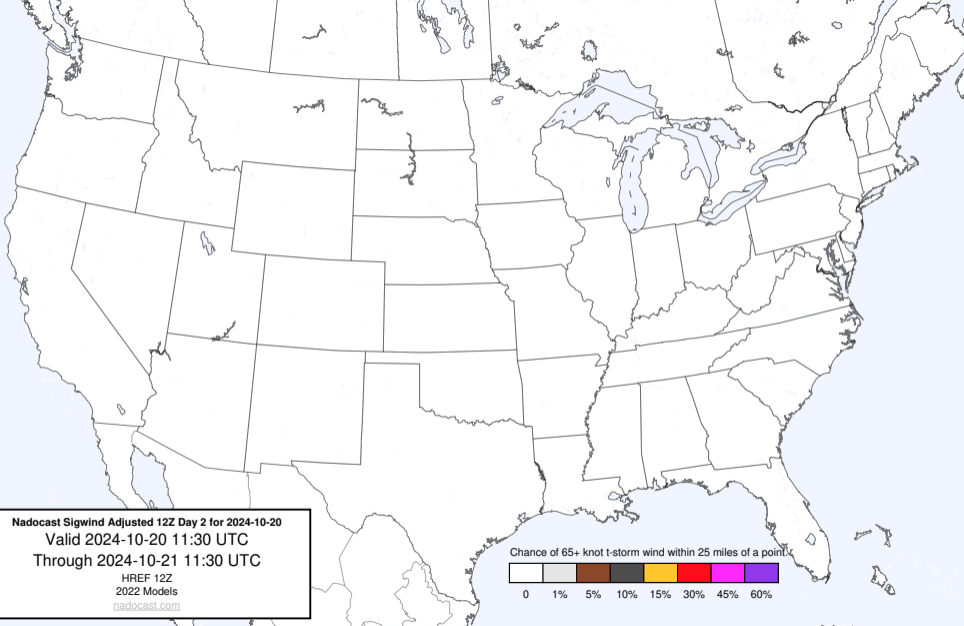 Nadocast Sigwind Adjusted 12Z Day 2 for 2024-10-20
Valid 2024-10-20 11:30 UTC
Through 2024-10-21 11:30 UTC
HREF 12Z
2022 Models
nadocast.com
Chance of 65+ knot t-storm wind within 25 miles of a point.
0 1% 5% 10% 15% 30% 45% 60%